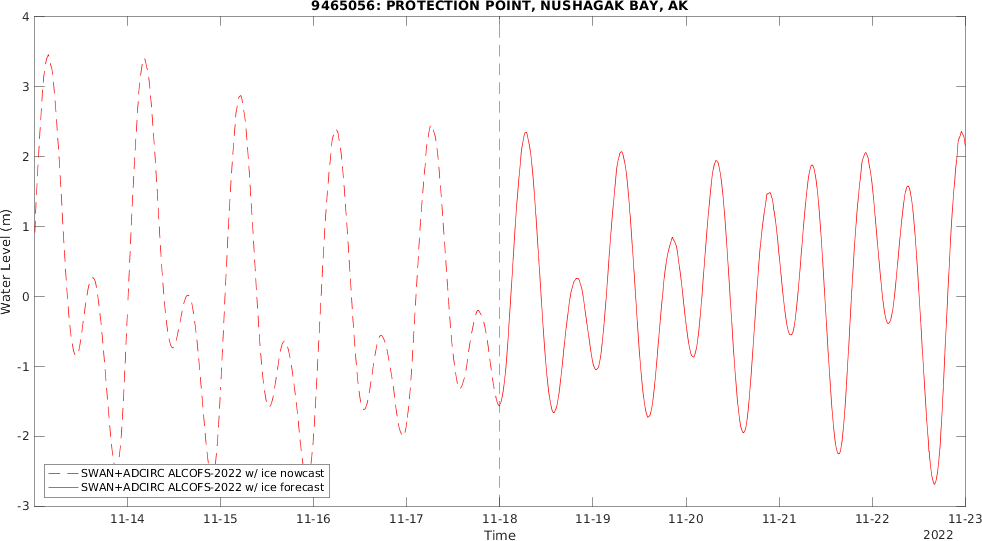 9465056: PROTECTION POINT, NUSHAGAK BAY, AK
4
3
2
1
0
-1
-2
-3
Water Level (m)
SWAN+ADCIRC ALCOFS-2022 w/ ice nowcast
SWAN+ADCIRC ALCOFS-2022 w/ ice forecast
11-14 11-15 11-16 11-17 11-18 11-19 11-20 11-21 11-22 11-23
Time
2022